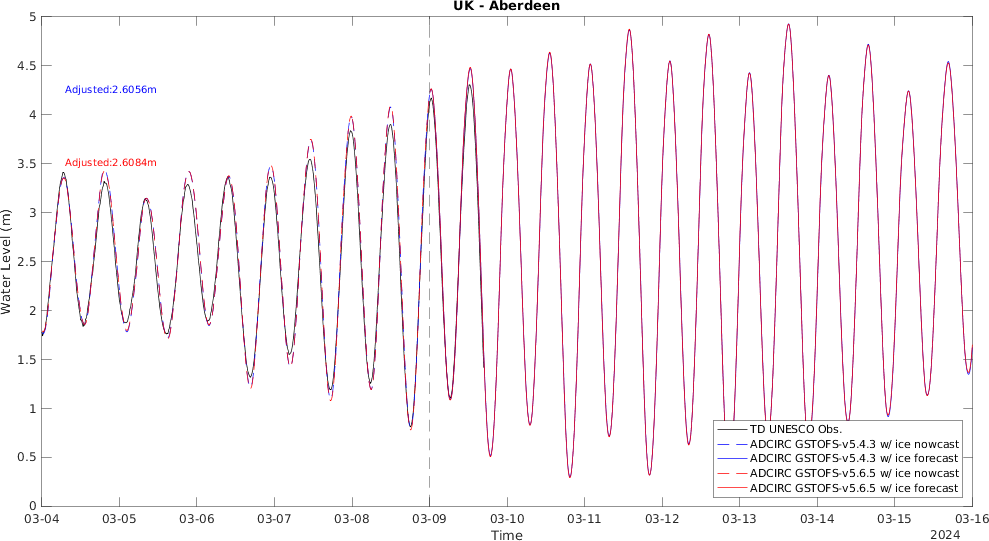 UK - Aberdeen
5
4.5
4
3.5
3
2.5
2
1.5
1
0.5
0
Water Level (m)
Adjusted:2.6056m
Adjusted:2.6084m
TD UNESCO Obs.
ADCIRC GSTOFS-v5.4.3 w/ ice nowcast
ADCIRC GSTOFS-v5.4.3 w/ ice forecast
ADCIRC GSTOFS-v5.6.5 w/ ice nowcast
ADCIRC GSTOFS-v5.6.5 w/ ice forecast
03-04 03-05 03-06 03-07 03-08 03-09 03-10 03-11 03-12 03-13 03-14 03-15 03-16
Time
2024